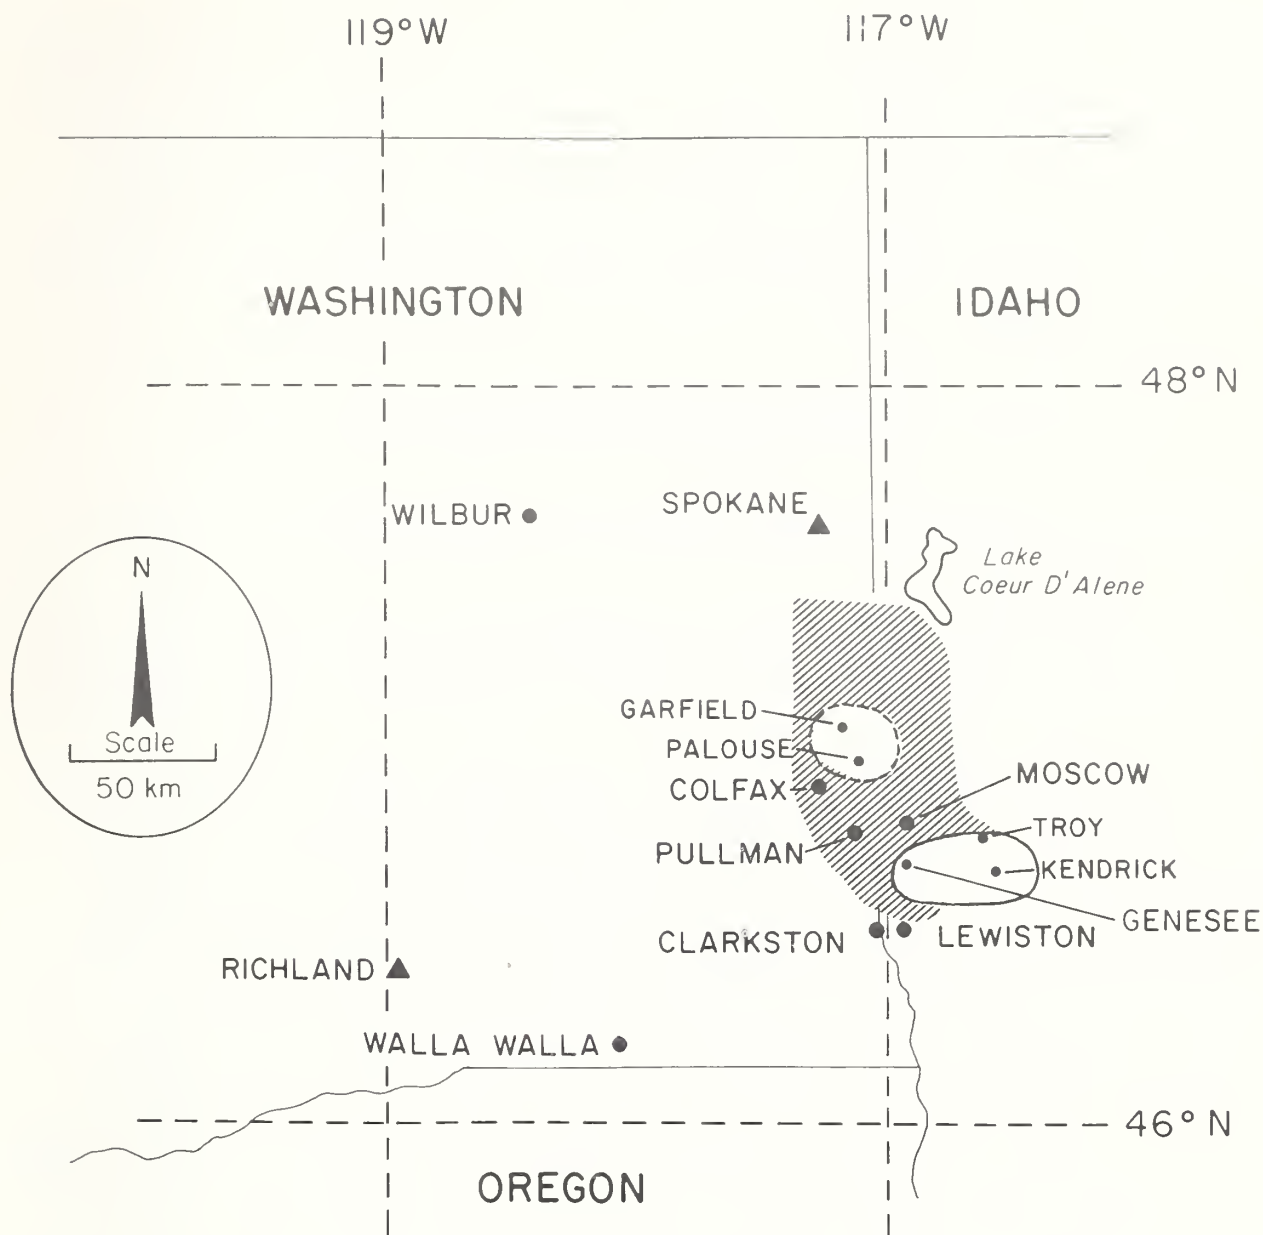 119° W
117° W
WASHINGTON
IDAHO
48° N
WILBUR
SPOKANE
Lake
Coeur D'Alene
N
Scale
50 km
GARFIELD
PALOUSE
COLFAX
MOSCOW
TROY
PULLMAN
KENDRICK
GENESEE
CLARKSTON
LEWISTON
RICHLAND
WALLA WALLA
46° N
OREGON